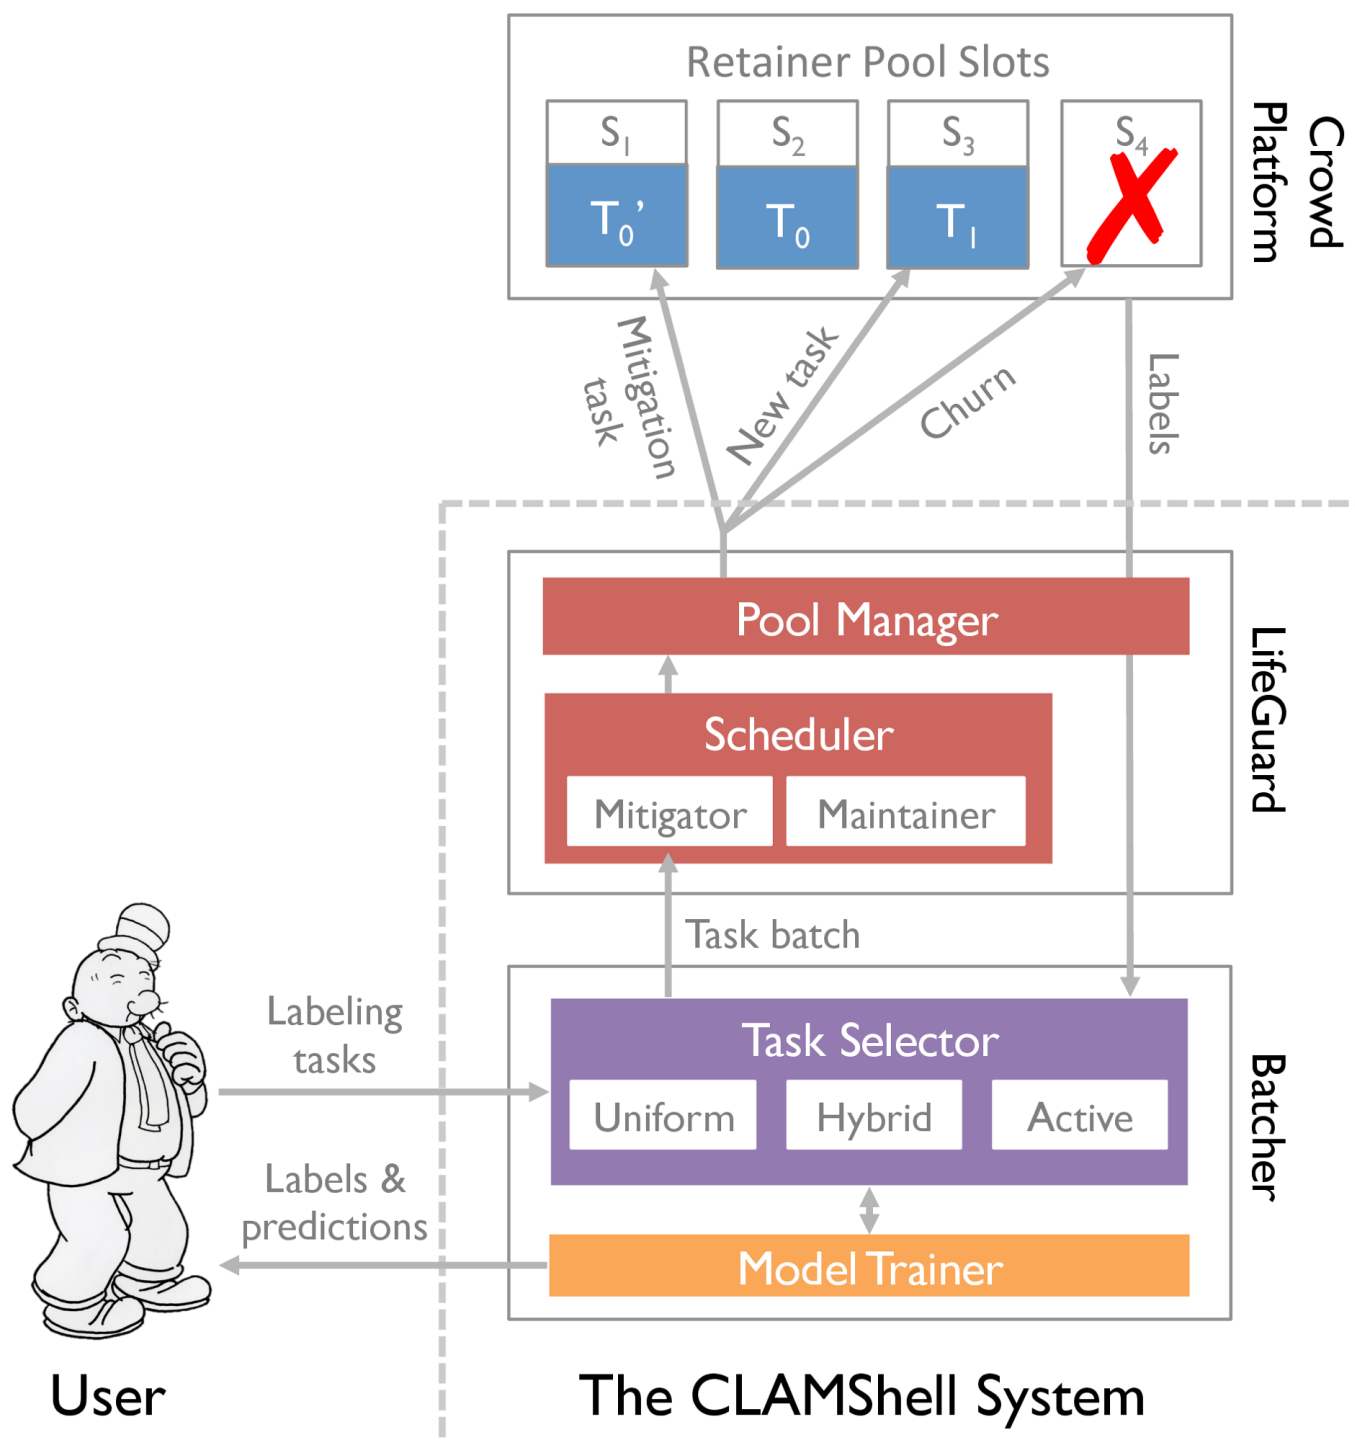 Retainer Pool Slots
S1
S2
S3
S4
T0’
T0
T1
Crowd
Platform
Mitigation
task
New task
Churn
Labels
Pool Manager
Scheduler
Mitigator
Maintainer
LifeGuard
Task batch
Labeling
tasks
Task Selector
Uniform
Hybrid
Active
Batcher
Labels &
predictions
Model Trainer
User
The CLAMShell System